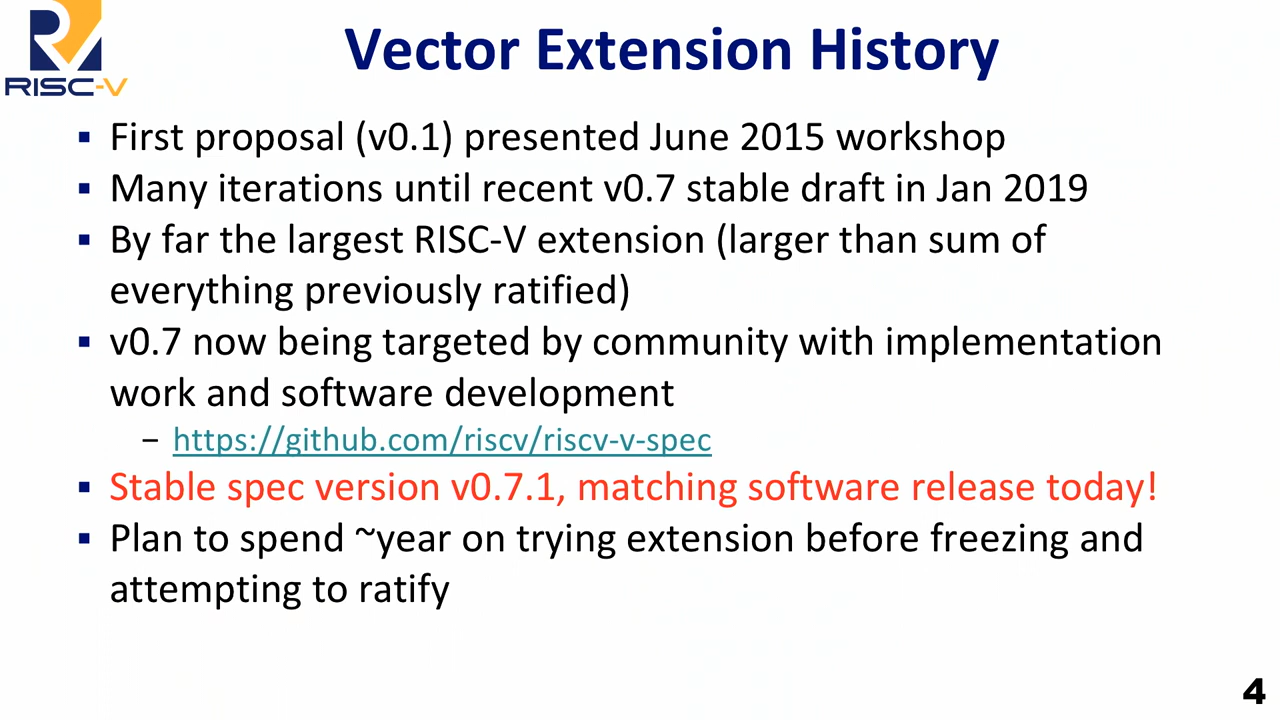 RISC-V
Vector Extension History
▪ First proposal (v0.1) presented June 2015 workshop
▪ Many iterations until recent v0.7 stable draft in Jan 2019
▪ By far the largest RISC-V extension (larger than sum of
everything previously ratified)
▪ v0.7 now being targeted by community with implementation
work and software development
– https://github.com/riscv/riscv-v-spec
▪ Stable spec version v0.7.1, matching software release today!
▪ Plan to spend ~year on trying extension before freezing and
attempting to ratify
4